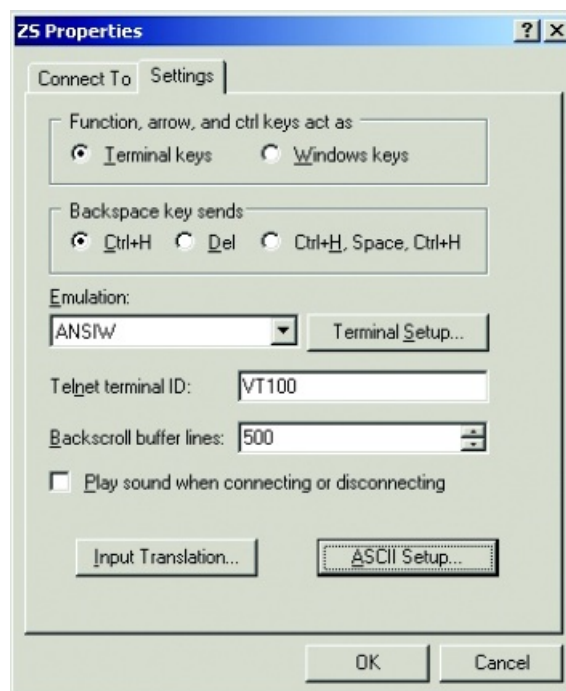 ZS Properties
Connect To Settings
Function, arrow, and ctrl keys act as
Terminal keys Windows keys
Backspace key sends
Ctrl+H Del Ctrl+H, Space, Ctrl+H
Emulation:
ANSIW Terminal Setup...
Telnet terminal ID: VT100
Backscroll buffer lines: 500
Play sound when connecting or disconnecting
Input Translation... ASCII Setup...
OK Cancel